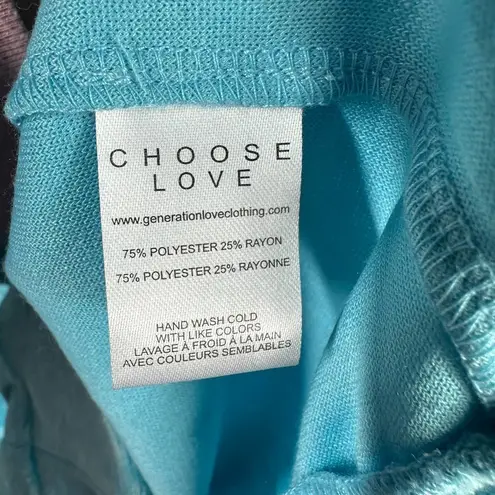 CHOOSE
LOVE
www.generationloveclothing.com
75% POLYESTER 25% RAYON
75% POLYESTER 25% RAYONNE
HAND WASH COLD
WITH LIKE COLORS
LAVAGE À FROID À LA MAIN
AVEC COULEURS SEMBLABLES